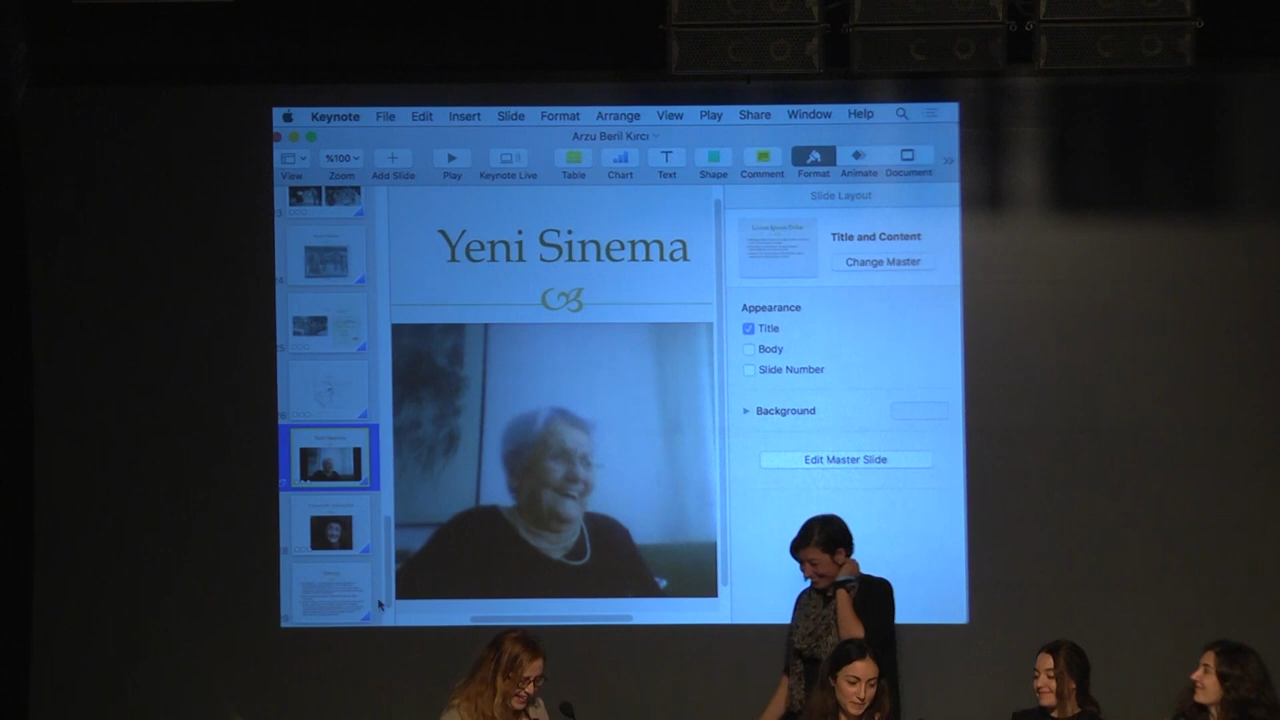 Keynote File Edit Insert Slide Format Arrange View Play Share Window Help
Arzu Beril Kırcı
%100
View Zoom Add Slide Play Keynote Live Table Chart Text Shape Comment Format Animate Document
Slide Layout
Yeni Sinema
Title and Content
Change Master
Appearance
Title
Body
Slide Number
Background
Edit Master Slide